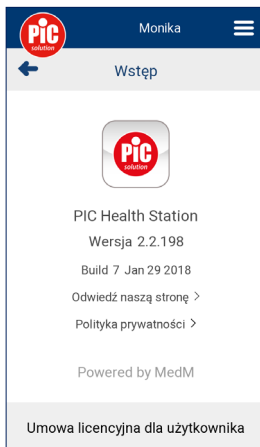 PiC
solution
Monika
Wstęp
PiC
solution
PIC Health Station
Wersja 2.2.198
Build 7 Jan 29 2018
Odwiedź naszą stronę >
Polityka prywatności >
Powered by MedM
Umowa licencyjna dla użytkownika